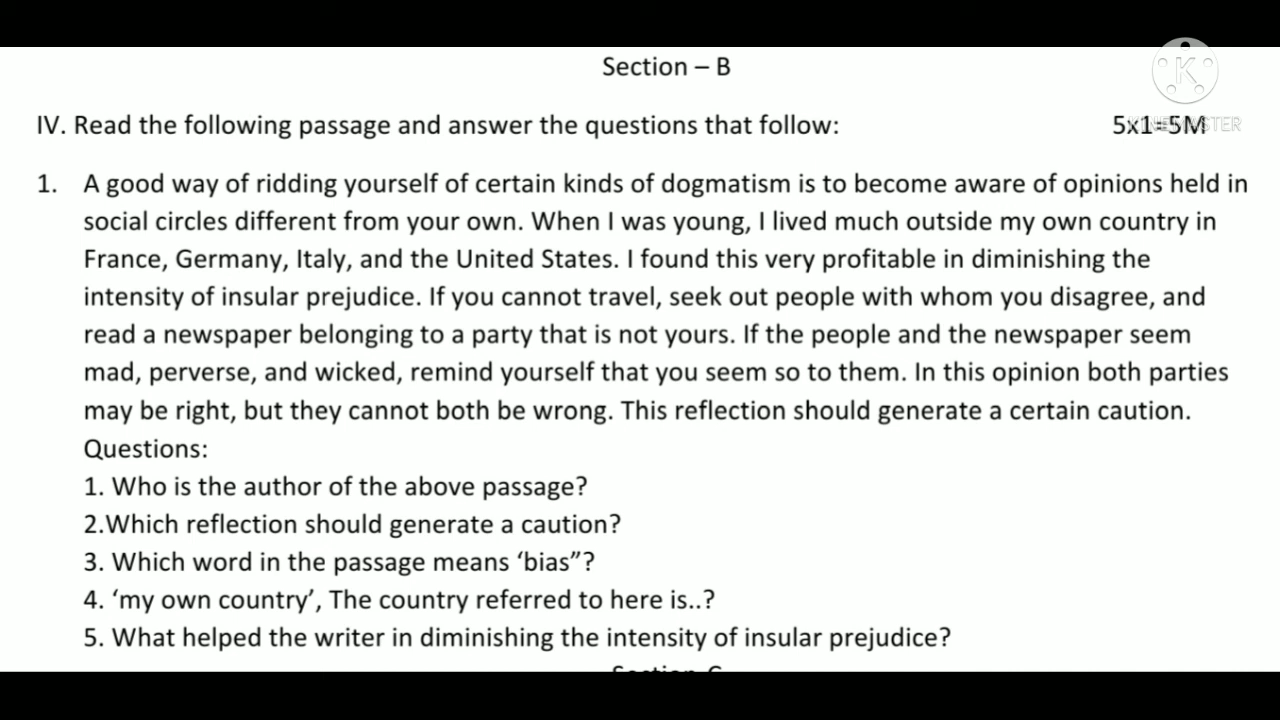 Section – B
IV. Read the following passage and answer the questions that follow: 5x1=5M
KINEMASTER
1. A good way of ridding yourself of certain kinds of dogmatism is to become aware of opinions held in
social circles different from your own. When I was young, I lived much outside my own country in
France, Germany, Italy, and the United States. I found this very profitable in diminishing the
intensity of insular prejudice. If you cannot travel, seek out people with whom you disagree, and
read a newspaper belonging to a party that is not yours. If the people and the newspaper seem
mad, perverse, and wicked, remind yourself that you seem so to them. In this opinion both parties
may be right, but they cannot both be wrong. This reflection should generate a certain caution.
Questions:
1. Who is the author of the above passage?
2.Which reflection should generate a caution?
3. Which word in the passage means ‘bias”?
4. ‘my own country’, The country referred to here is..?
5. What helped the writer in diminishing the intensity of insular prejudice?